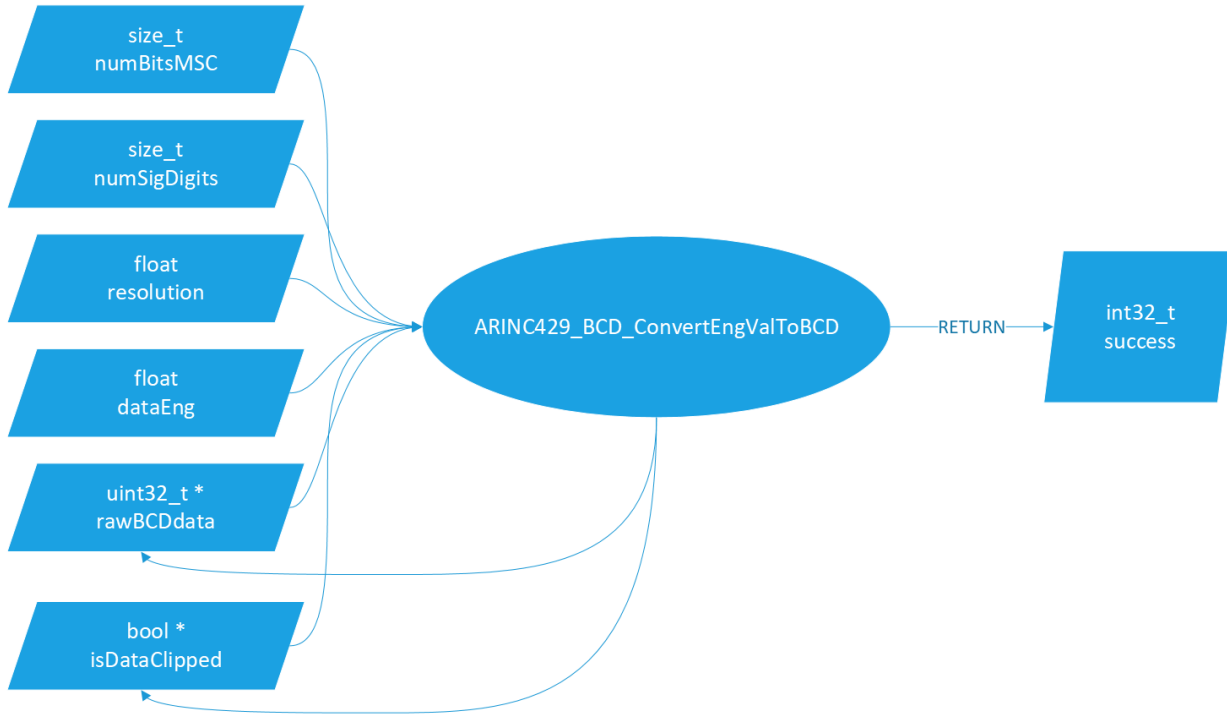 size_t
numBitsMSC
size_t
numSigDigits
float
resolution
float
dataEng
uint32_t *
rawBCDdata
bool *
isDataClipped
ARINC429_BCD_ConvertEngValToBCD
RETURN
int32_t
success